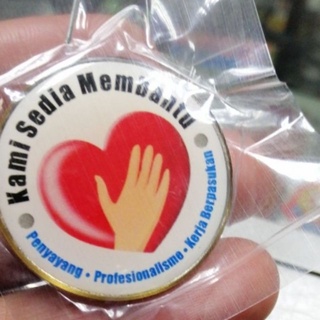 Kami Sedia Membantu
Penyayang • Profesionalisme • Kerja Berpasukan